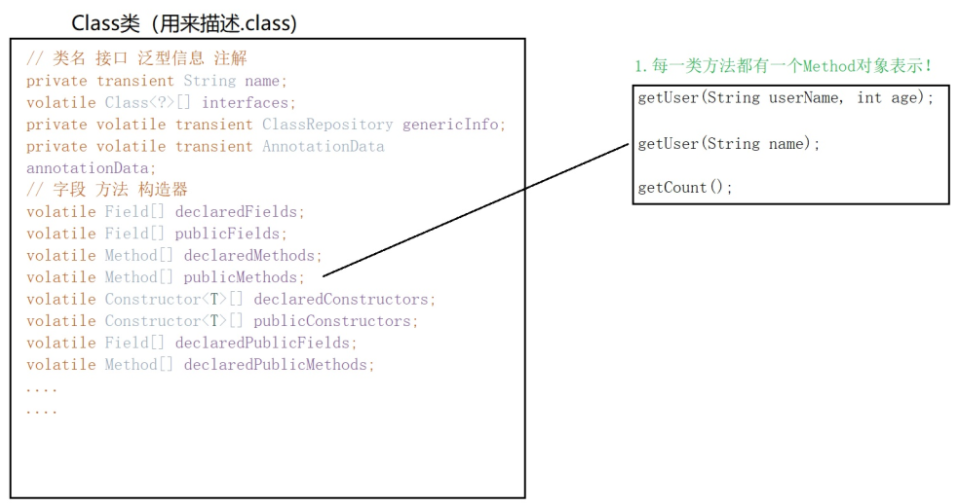 Class类（用来描述.class)
// 类名 接口 泛型信息 注解
private transient String name;
volatile Class<?>[] interfaces;
private volatile transient ClassRepository genericInfo;
private volatile transient AnnotationData
annotationData;
// 字段 方法 构造器
volatile Field[] declaredFields;
volatile Field[] publicFields;
volatile Method[] declaredMethods;
volatile Method[] publicMethods;
volatile Constructor<T>[] declaredConstructors;
volatile Constructor<T>[] publicConstructors;
volatile Field[] declaredPublicFields;
volatile Method[] declaredPublicMethods;
....
....
1. 每一类方法都有一个Method对象表示！
getUser(String userName, int age);
getUser(String name);
getCount();